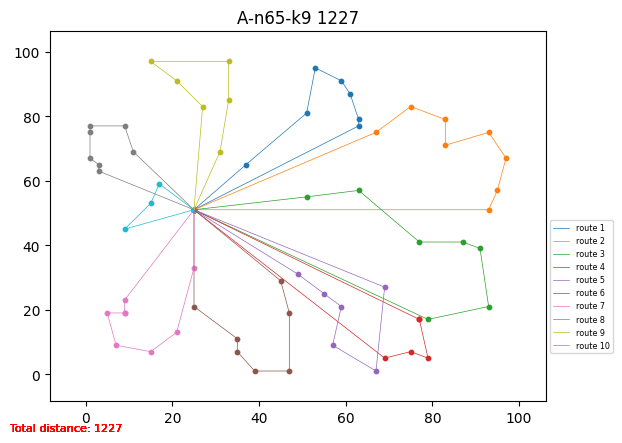 A-n65-k9 1227
100
80
60
40
20
0
0 20 40 60 80 100
route 1
route 2
route 3
route 4
route 5
route 6
route 7
route 8
route 9
route 10
Total distance: 1227